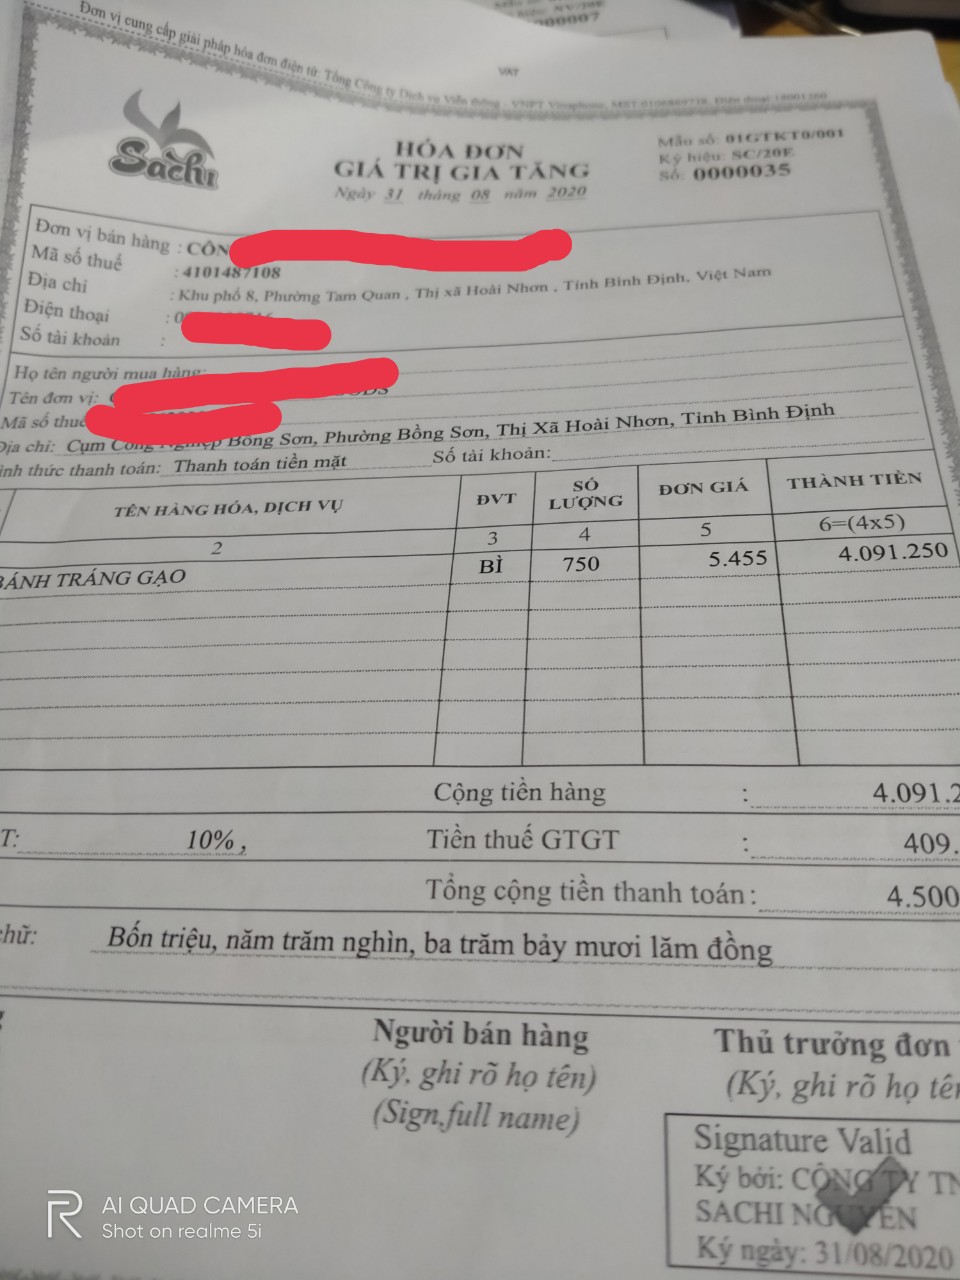 0000007
Đơn vị cung cấp giải pháp hóa đơn điện tử: Tổng Công ty Dịch vụ Viễn thông - VNPT Vinaphone, MST:
VAT
Sachi
HÓA ĐƠN
GIÁ TRỊ GIA TĂNG
Ngày 31 tháng 08 năm 2020
Mẫu số: 01GTKT0/001
Ký hiệu: SC/20E
Số: 0000035
Đơn vị bán hàng : CÔN
Mã số thuế : 4101487108
Địa chỉ : Khu phố 8, Phường Tam Quan , Thị xã Hoài Nhơn , Tỉnh Bình Định, Việt Nam
Điện thoại : 0
Số tài khoản :
Họ tên người mua hàng:
Tên đơn vị:
Mã số thuế
Địa chỉ: Cụm Công Nghiệp Bồng Sơn, Phường Bồng Sơn, Thị Xã Hoài Nhơn, Tỉnh Bình Định
ình thức thanh toán: Thanh toán tiền mặt Số tài khoản:
TÊN HÀNG HÓA, DỊCH VỤ ĐVT SỐ LƯỢNG ĐƠN GIÁ THÀNH TIỀN
2 3 4 5 6=(4x5)
BÁNH TRÁNG GẠO BÌ 750 5.455 4.091.250
Cộng tiền hàng : 4.091.2
T: 10% , Tiền thuế GTGT : 409.
Tổng cộng tiền thanh toán : 4.500
chữ: Bốn triệu, năm trăm nghìn, ba trăm bảy mươi lăm đồng
Người bán hàng
(Ký, ghi rõ họ tên)
(Sign,full name)
Thủ trưởng đơn
(Ký, ghi rõ họ tên
Signature Valid
Ký bởi: CÔNG TY TN
SACHI NGUYÊN
Ký ngày: 31/08/2020
R AI QUAD CAMERA
Shot on realme 5i